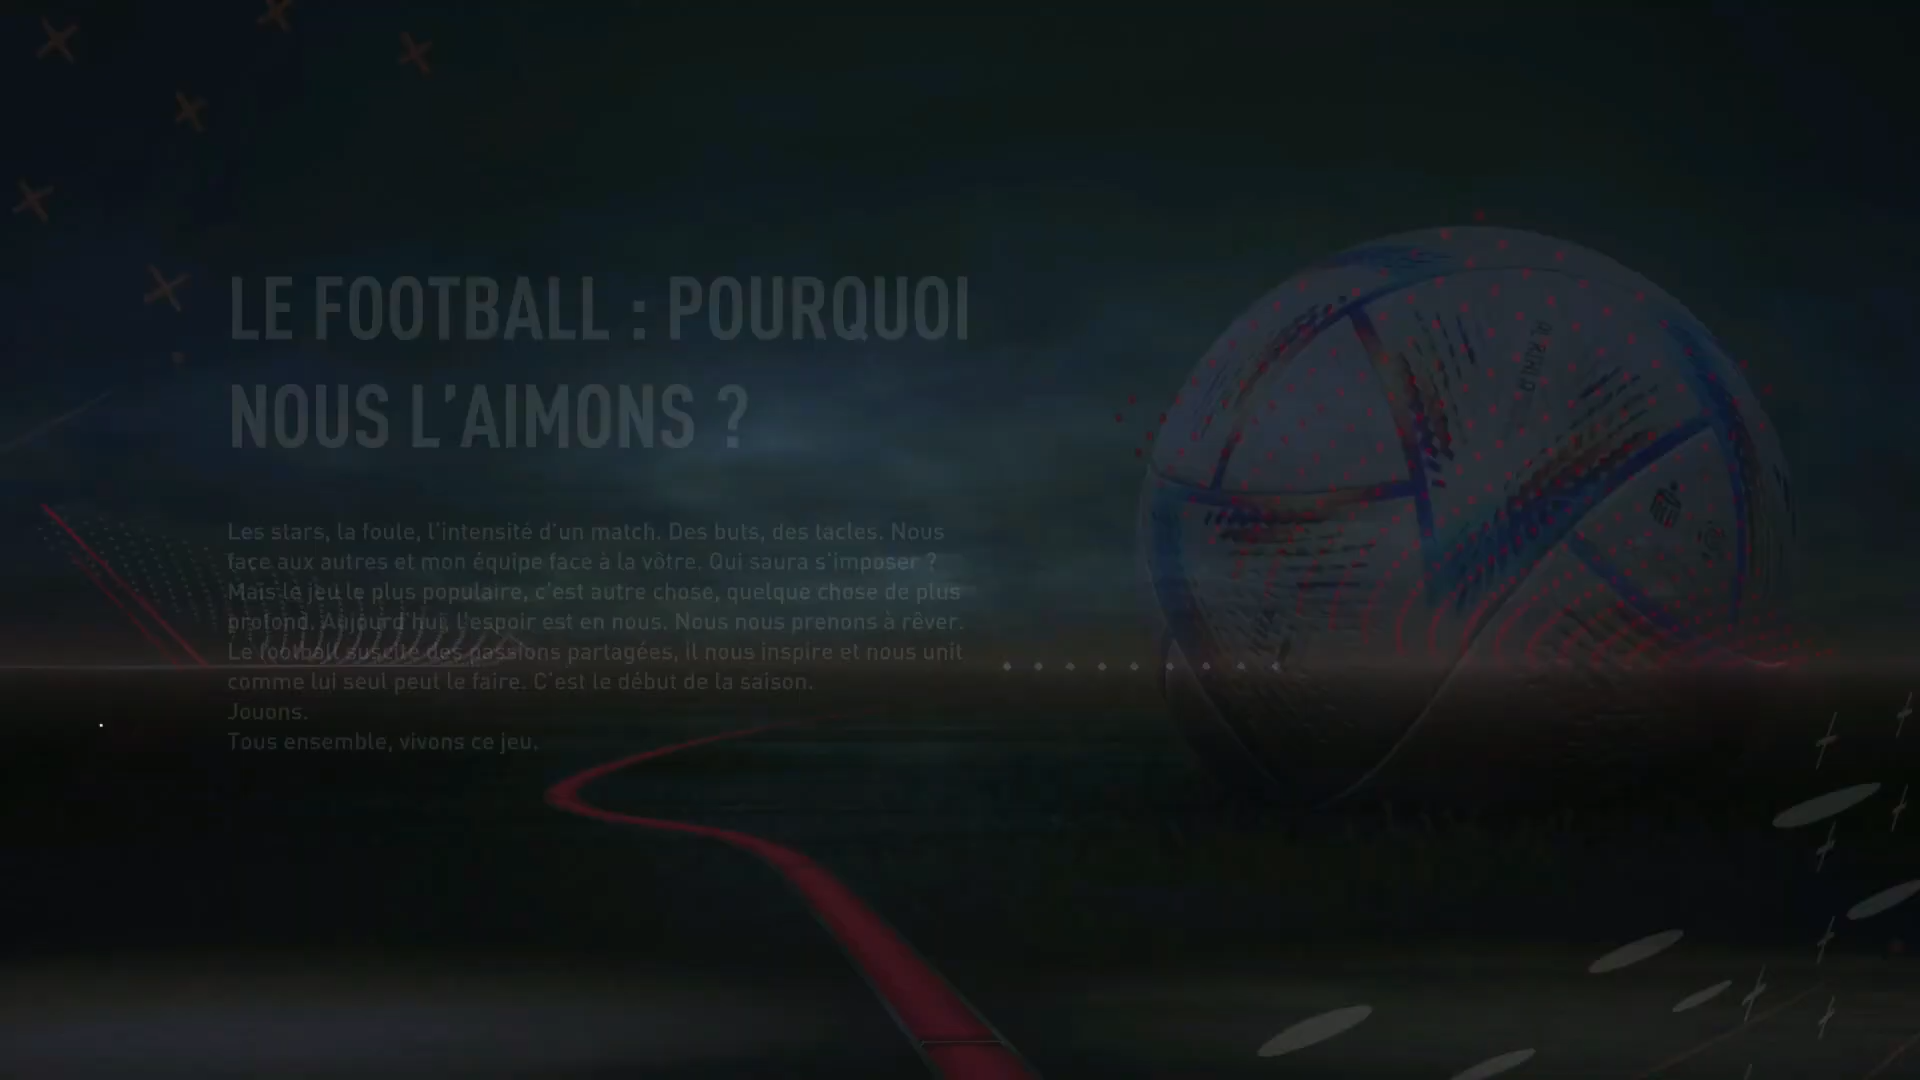 LE FOOTBALL : POURQUOI
NOUS L'AIMONS ?
Les stars, la foule, l'intensité d'un match. Des buts, des tacles. Nous
face aux autres et mon équipe face à la vôtre. Qui saura s'imposer ?
Mais le jeu le plus populaire, c'est autre chose, quelque chose de plus
profond. Aujourd'hui, l'espoir est en nous. Nous nous prenons à rêver.
Le football suscite des passions partagées, il nous inspire et nous unit
comme lui seul peut le faire. C'est le début de la saison.
Jouons.
Tous ensemble, vivons ce jeu.
AL RIHLA